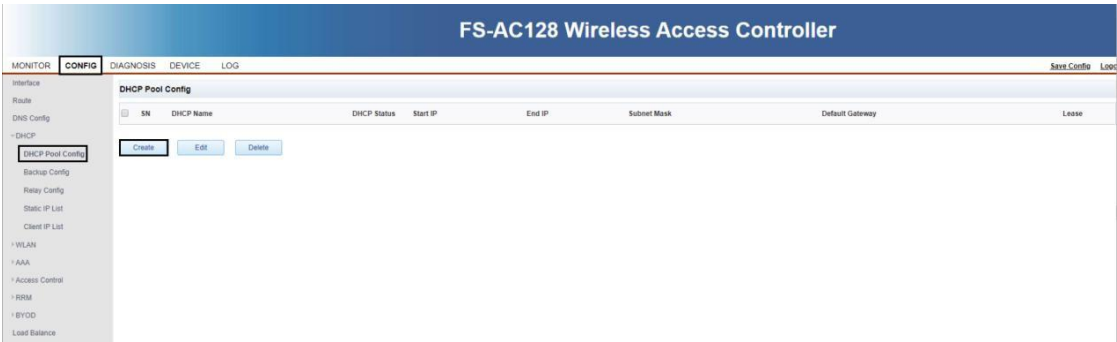 FS-AC128 Wireless Access Controller
MONITOR CONFIG DIAGNOSIS DEVICE LOG Save Config
Interface
DHCP Pool Config
Route
SN DHCP Name DHCP Status Start IP End IP Subnet Mask Default Gateway Lease
DNS Config
DHCP
Create Edit Delete
DHCP Pool Config
Backup Config
Relay Config
Static IP List
Client IP List
WLAN
AAA
Access Control
RRM
BYOD
Load Balance